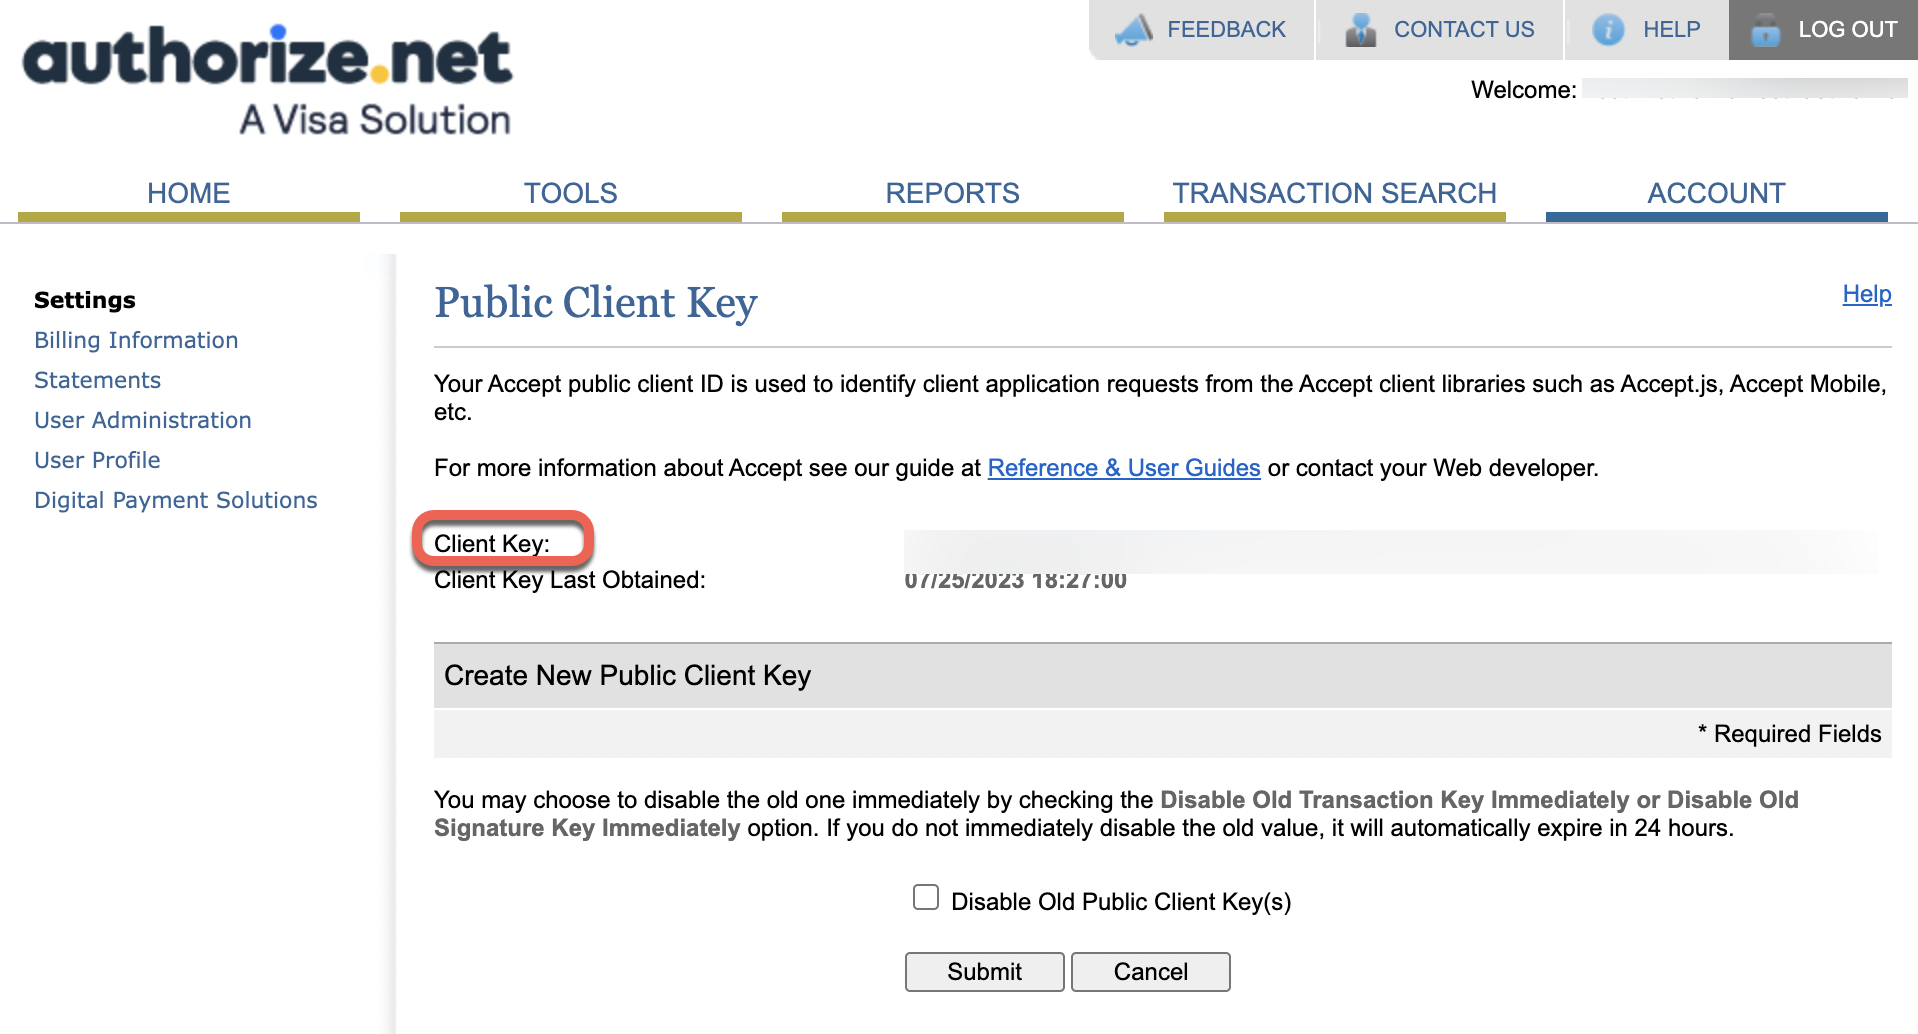 authorize.net
A Visa Solution
FEEDBACK
CONTACT US
HELP
LOG OUT
Welcome:
HOME
TOOLS
REPORTS
TRANSACTION SEARCH
ACCOUNT
Settings
Billing Information
Statements
User Administration
User Profile
Digital Payment Solutions
Public Client Key
Help
Your Accept public client ID is used to identify client application requests from the Accept client libraries such as Accept.js, Accept Mobile,
etc.
For more information about Accept see our guide at Reference & User Guides or contact your Web developer.
Client Key:
Client Key Last Obtained:
07/25/2023 18:27:00
Create New Public Client Key
* Required Fields
You may choose to disable the old one immediately by checking the Disable Old Transaction Key Immediately or Disable Old
Signature Key Immediately option. If you do not immediately disable the old value, it will automatically expire in 24 hours.
Disable Old Public Client Key(s)
Submit
Cancel